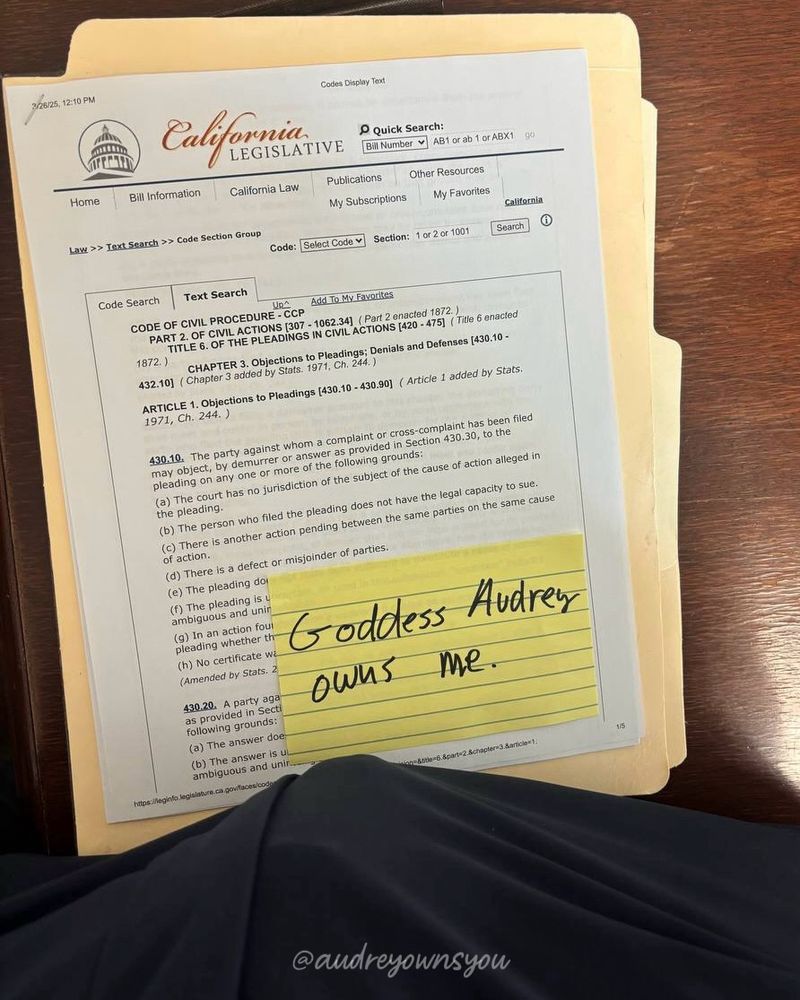 3/26/25, 12:10 PM
Codes Display Text
California
LEGISLATIVE
Quick Search:
Bill Number AB1 or ab 1 or ABX1 go
Home Bill Information California Law Publications Other Resources
My Subscriptions My Favorites
California
Law >> Text Search >> Code Section Group
Code: Select Code Section: 1 or 2 or 1001 Search
Code Search Text Search
Up^ Add To My Favorites
CODE OF CIVIL PROCEDURE - CCP
PART 2. OF CIVIL ACTIONS [307 - 1062.34] ( Part 2 enacted 1872. )
TITLE 6. OF THE PLEADINGS IN CIVIL ACTIONS [420 - 475] ( Title 6 enacted
1872. )
CHAPTER 3. Objections to Pleadings; Denials and Defenses [430.10 -
432.10] ( Chapter 3 added by Stats. 1971, Ch. 244. )
ARTICLE 1. Objections to Pleadings [430.10 - 430.90] ( Article 1 added by Stats.
1971, Ch. 244. )
430.10. The party against whom a complaint or cross-complaint has been filed
may object, by demurrer or answer as provided in Section 430.30, to the
pleading on any one or more of the following grounds:
(a) The court has no jurisdiction of the subject of the cause of action alleged in
the pleading.
(b) The person who filed the pleading does not have the legal capacity to sue.
(c) There is another action pending between the same parties on the same cause
of action.
(d) There is a defect or misjoinder of parties.
(e) The pleading
(f) The pleading is
ambiguous and
(g) In an action
pleading whether
(h) No certificate
(Amended by Stats.
430.20. A party
as provided in
following grounds:
(a) The answer
(b) The answer is
ambiguous and
Goddess Audrey
owns me.
1/5
https://leginfo.legislature.ca.gov/faces/code
&title=6.&part=2.&chapter=3.&article=1.
@audreyownsyou